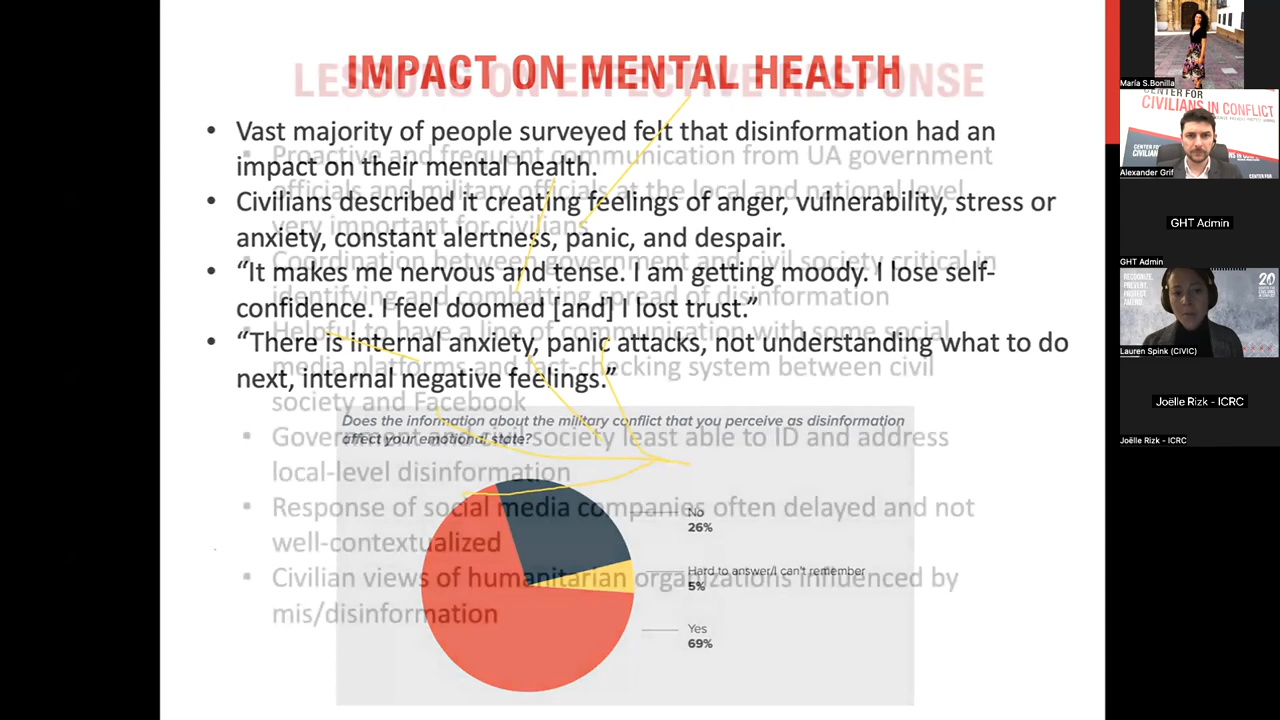 IMPACT ON MENTAL HEALTH
LESSONS ON EFFECTIVE RESPONSE
• Vast majority of people surveyed felt that disinformation had an
impact on their mental health.
• Civilians described it creating feelings of anger, vulnerability, stress or
anxiety, constant alertness, panic, and despair.
• “It makes me nervous and tense. I am getting moody. I lose self-
confidence. I feel doomed [and] I lost trust.”
• “There is internal anxiety, panic attacks, not understanding what to do
next, internal negative feelings.”
Does the information about the military conflict that you perceive as disinformation
affect your emotional state?
No
26%
Hard to answer/I can't remember
5%
Yes
69%
▪ Proactive and frequent communication from UA government
officials and military officials at the local and national level
very important for civilians
▪ Coordination between government and civil society critical in
identifying and combatting spread of disinformation
▪ Helpful to have a line of communication with some social
media platforms and fact-checking system between civil
society and Facebook
▪ Government and civil society least able to ID and address
local-level disinformation
▪ Response of social media companies often delayed and not
well-contextualized
▪ Civilian views of humanitarian organizations influenced by
mis/disinformation
María S.Bonilla
CENTER FOR
CIVILIANS IN CONFLICT
Alexander Grif
GHT Admin
GHT Admin
RECOGNIZE.
PREVENT.
PROTECT.
AMEND.
20
Lauren Spink (CIVIC)
Joëlle Rizk - ICRC
Joëlle Rizk - ICRC